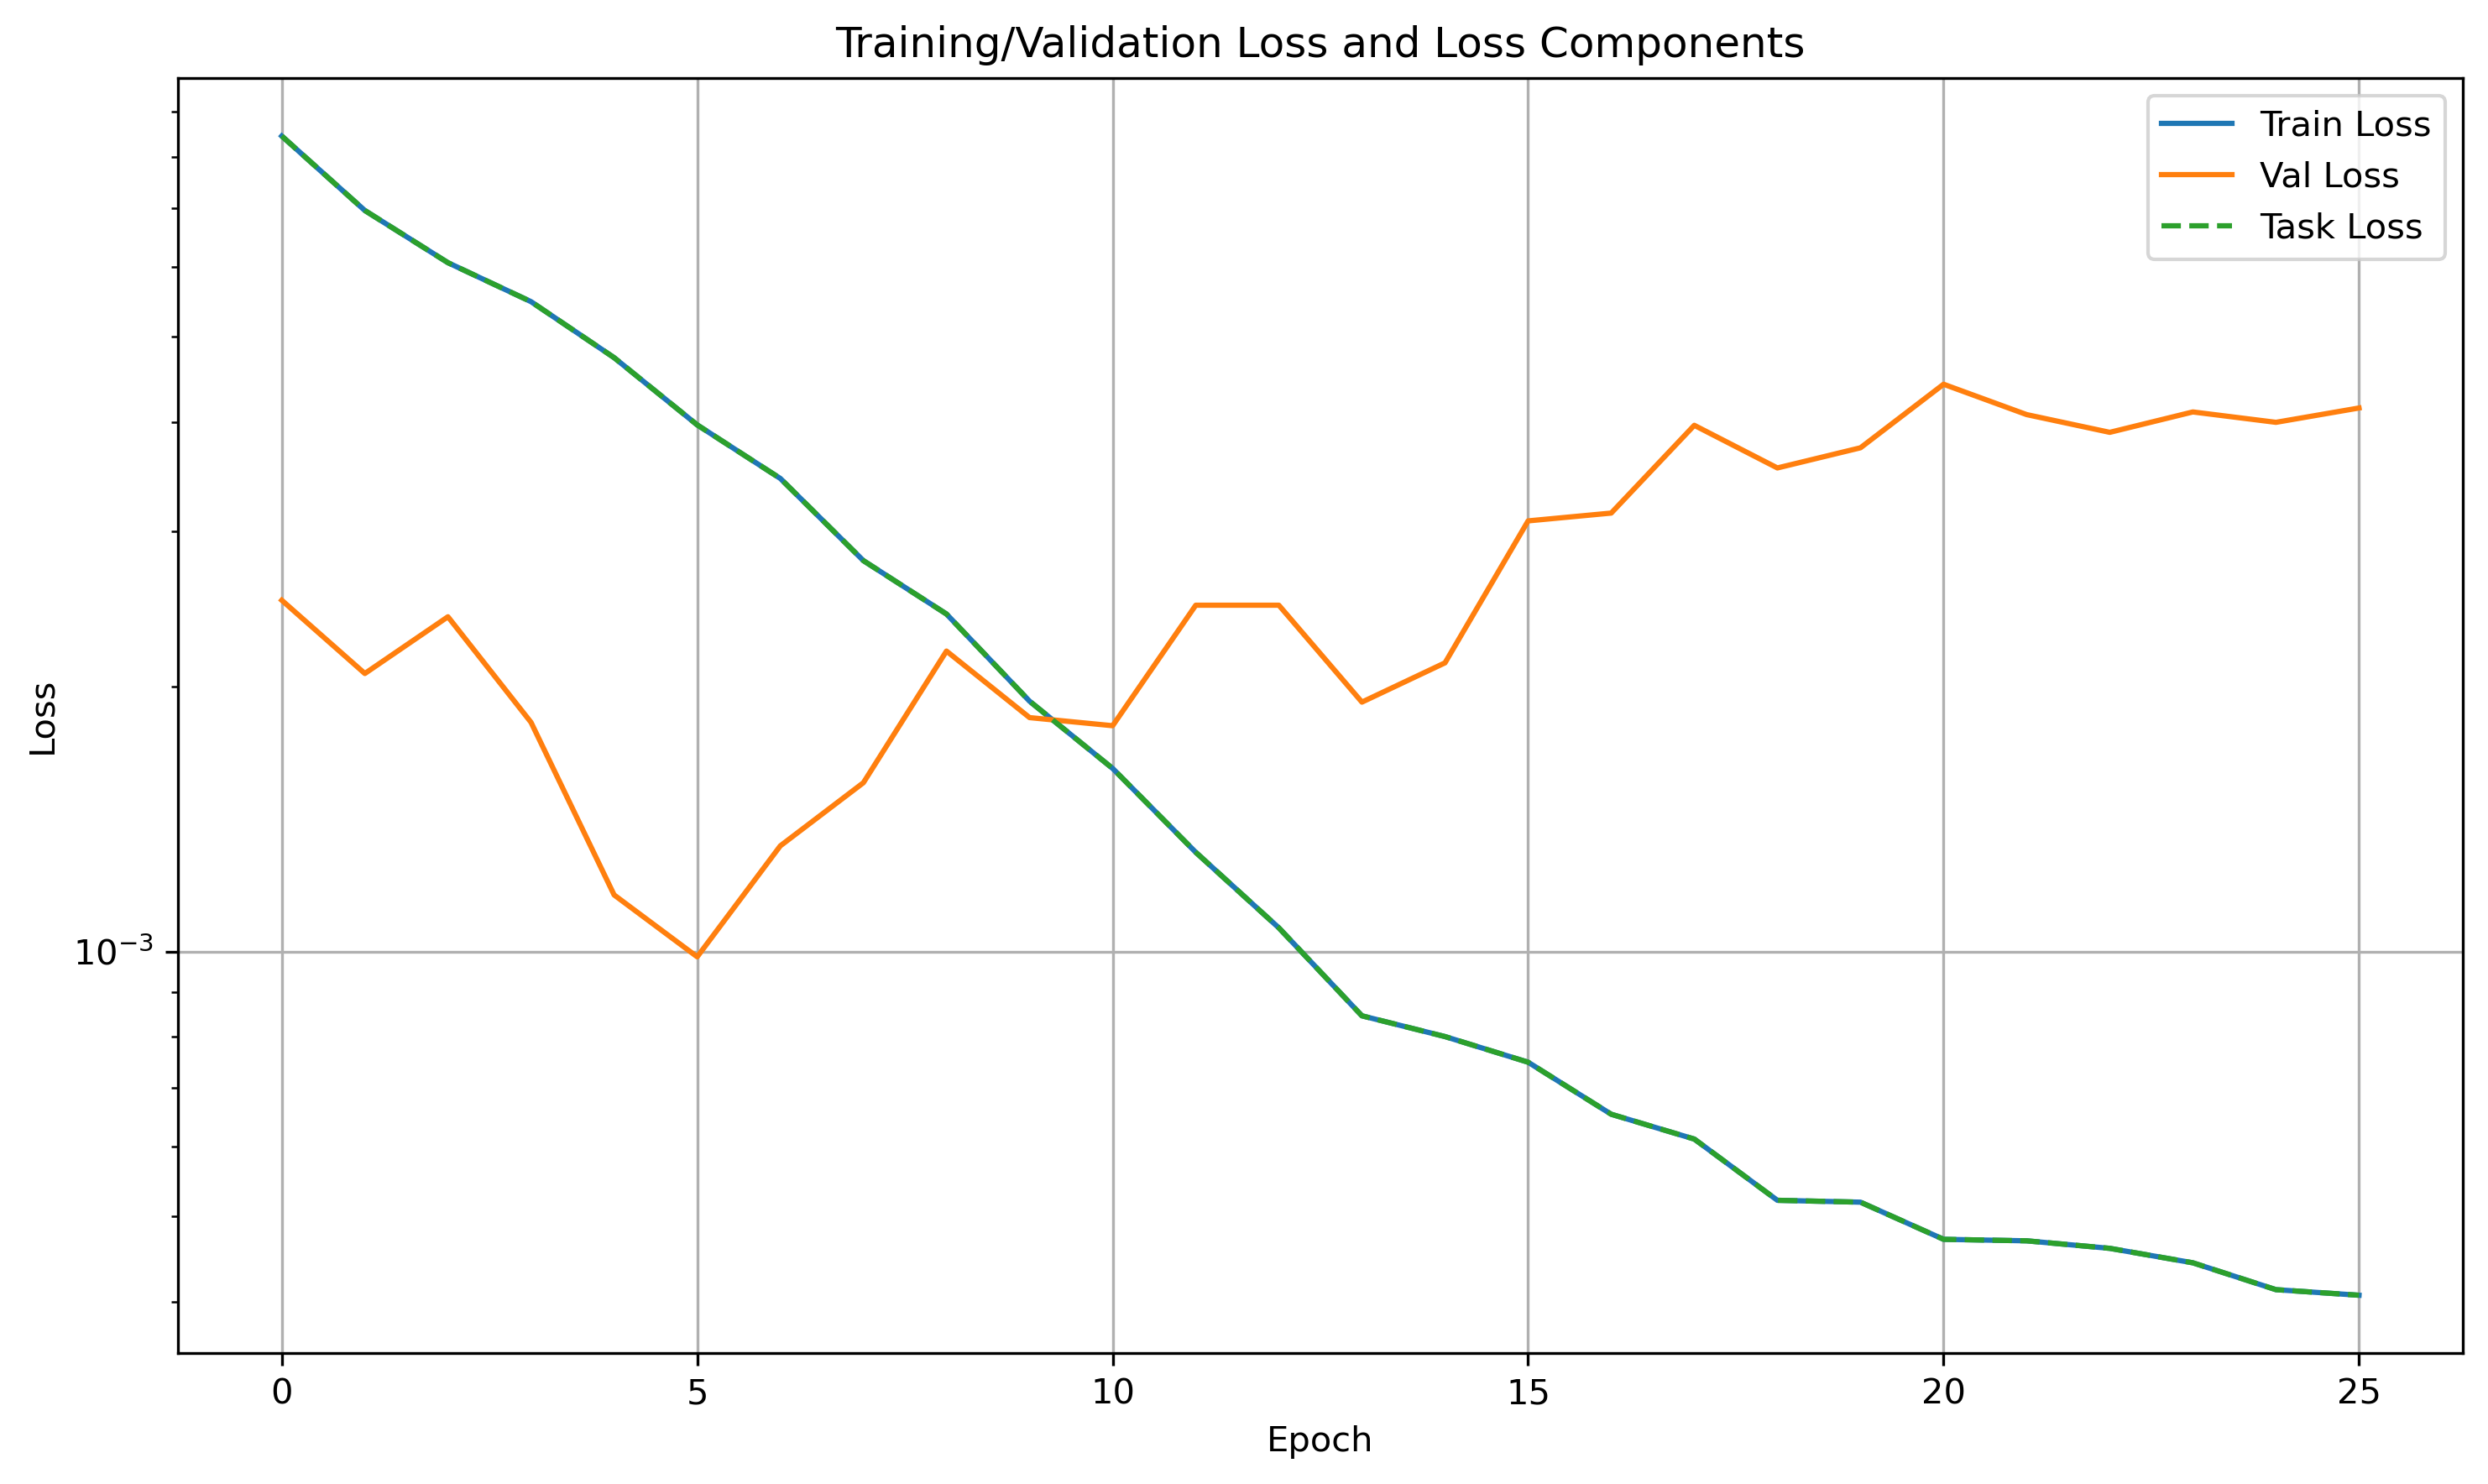 Training/Validation Loss and Loss Components
Train Loss
Val Loss
Task Loss
Loss
10⁻³
0 5 10 15 20 25
Epoch